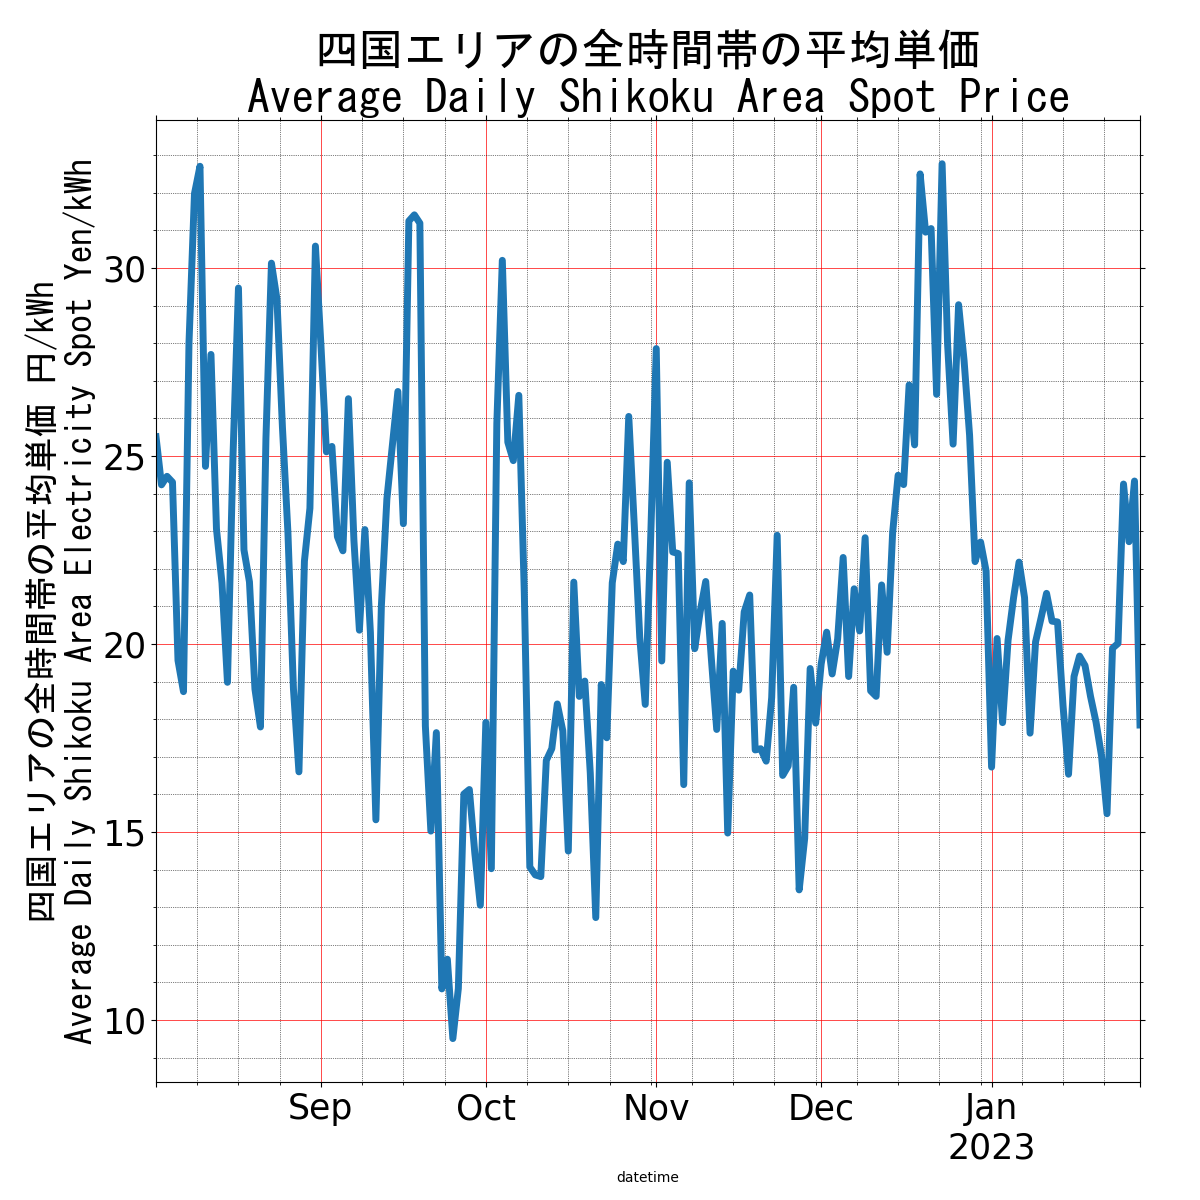 四国エリアの全時間帯の平均単価
Average Daily Shikoku Area Spot Price
四国エリアの全時間帯の平均単価 円/kWh
Average Daily Shikoku Area Electricity Spot Yen/kWh
30
25
20
15
10
Sep Oct Nov Dec Jan
2023
datetime